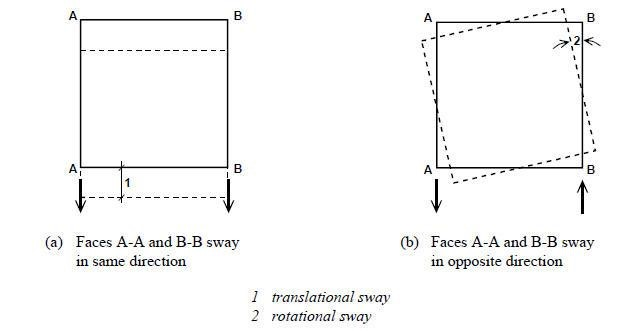 A B A B
2
A B A B
1
(a) Faces A-A and B-B sway (b) Faces A-A and B-B sway
in same direction in opposite direction
1 translational sway
2 rotational sway